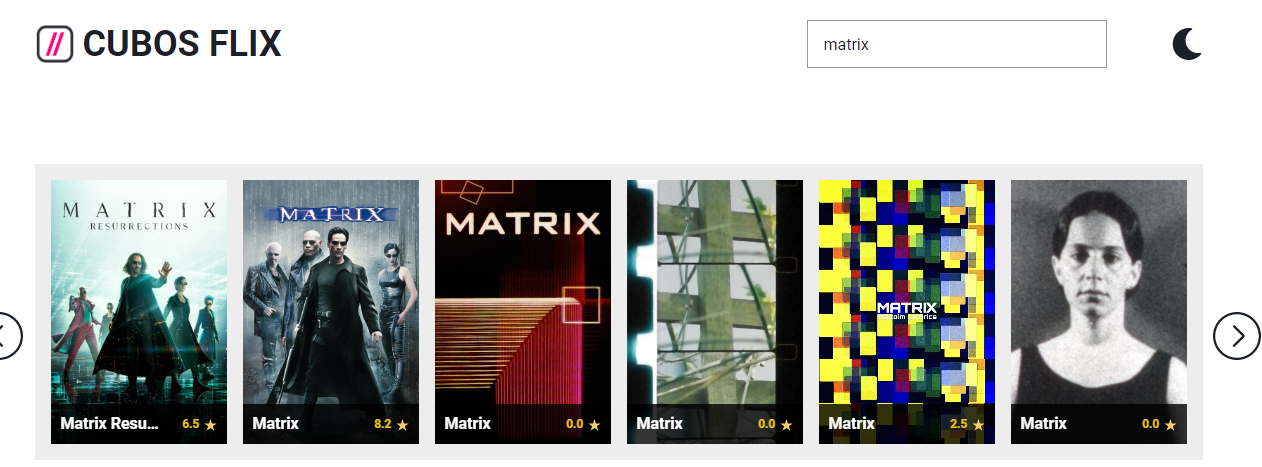 CUBOS FLIX
matrix
MATRIX
RESURRECTIONS
Matrix Resu...
6.5
MATRIX
Matrix
8.2
MATRIX
Matrix
0.0
Matrix
0.0
MATRIX
Matrix
2.5
Matrix
0.0